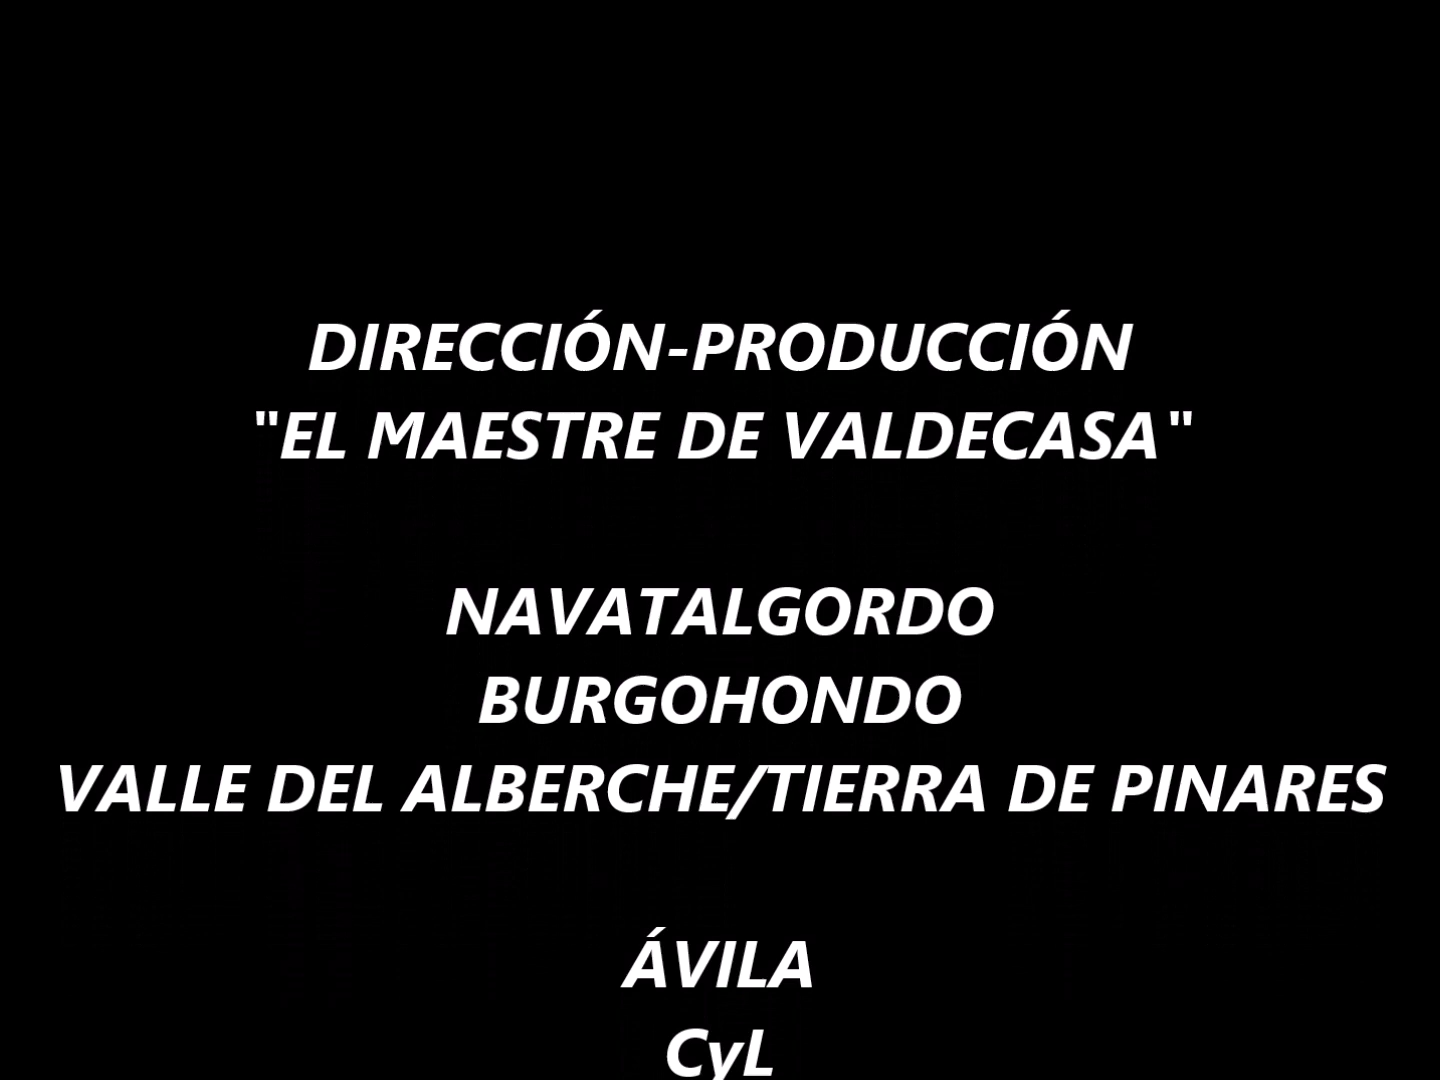 DIRECCIÓN-PRODUCCIÓN
"EL MAESTRE DE VALDECASA"
NAVATALGORDO
BURGOHONDO
VALLE DEL ALBERCHE/TIERRA DE PINARES
ÁVILA
CyL